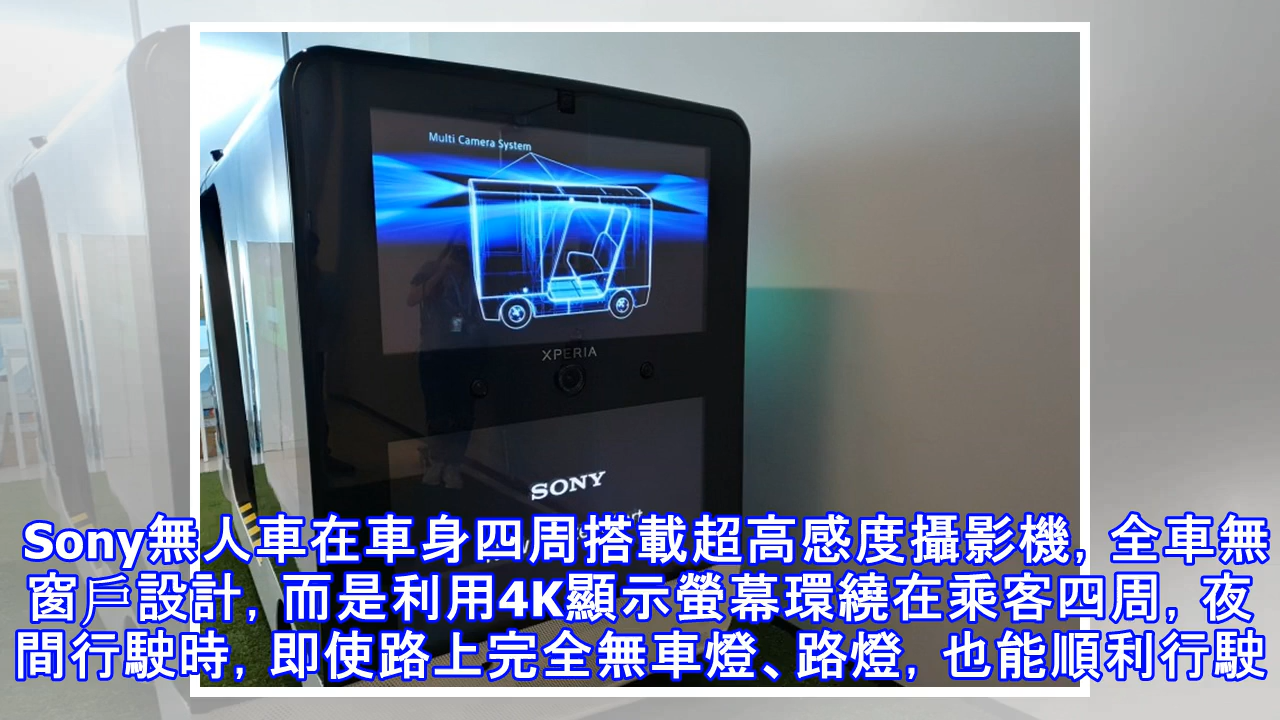 Multi Camera System
XPERIA
SONY
Sony無人車在車身四周搭載超高感度攝影機, 全車無
窗戶設計, 而是利用4K顯示螢幕環繞在乘客四周, 夜
間行駛時, 即使路上完全無車燈、路燈, 也能順利行駛